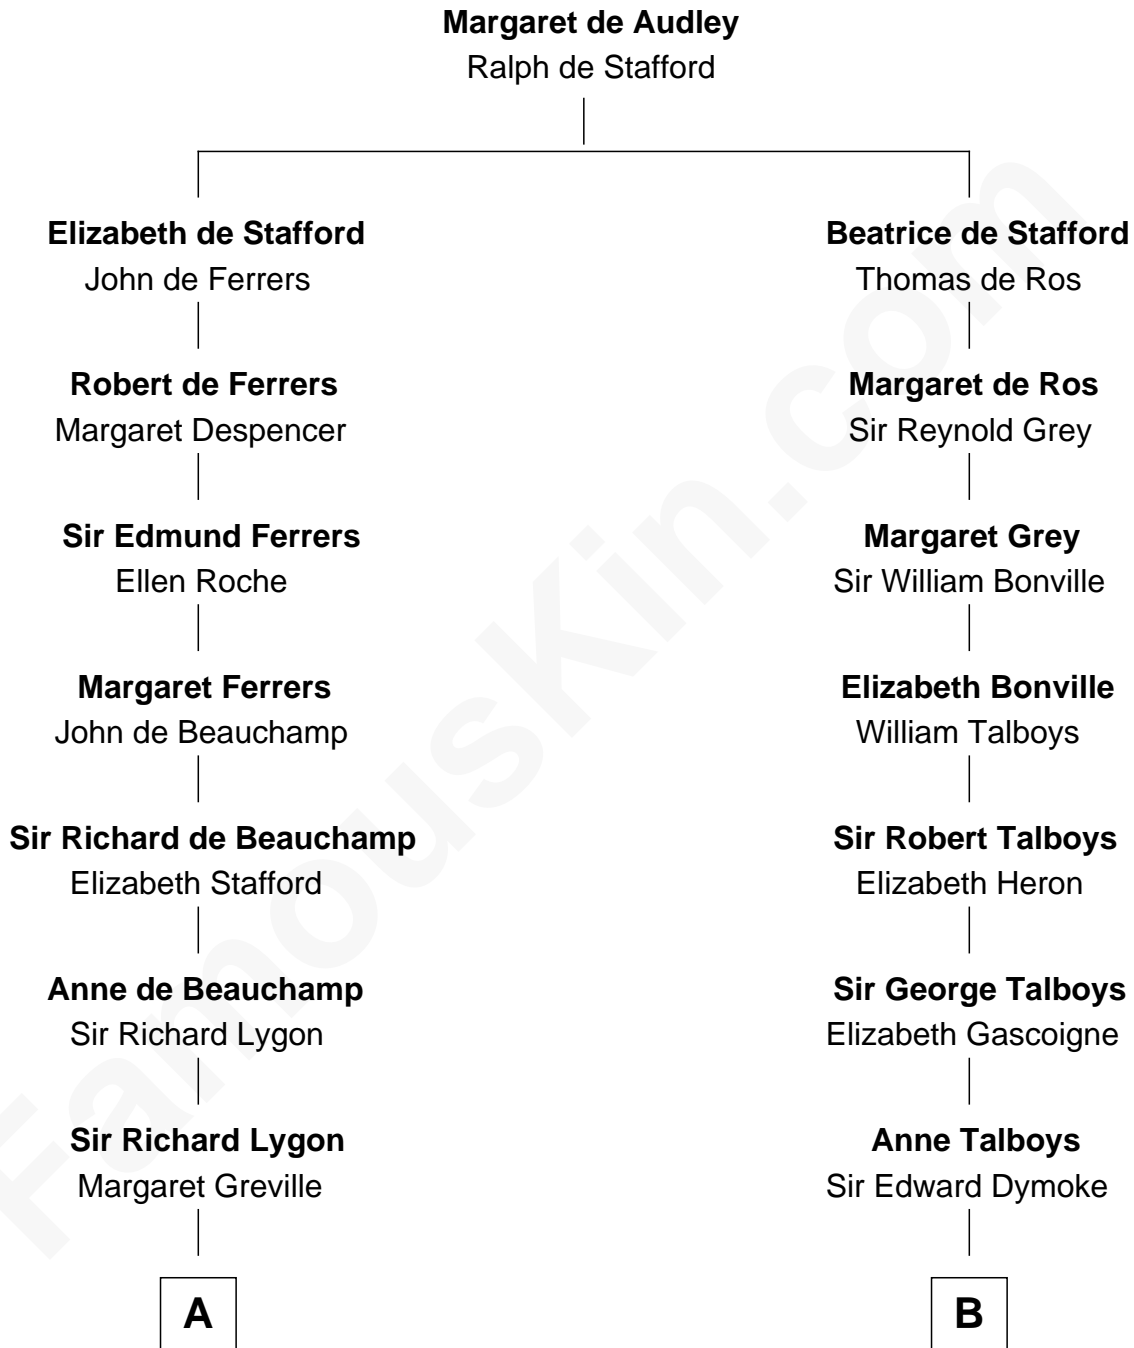 Margaret de Audley
Ralph de Stafford
Elizabeth de Stafford
John de Ferrers
Beatrice de Stafford
Thomas de Ros
Robert de Ferrers
Margaret Despencer
Margaret de Ros
Sir Reynold Grey
Sir Edmund Ferrers
Ellen Roche
Margaret Grey
Sir William Bonville
Margaret Ferrers
John de Beauchamp
Elizabeth Bonville
William Talboys
Sir Richard de Beauchamp
Elizabeth Stafford
Sir Robert Talboys
Elizabeth Heron
Anne de Beauchamp
Sir Richard Lygon
Sir George Talboys
Elizabeth Gascoigne
Sir Richard Lygon
Margaret Greville
Anne Talboys
Sir Edward Dymoke
A
B
FamousKin.com